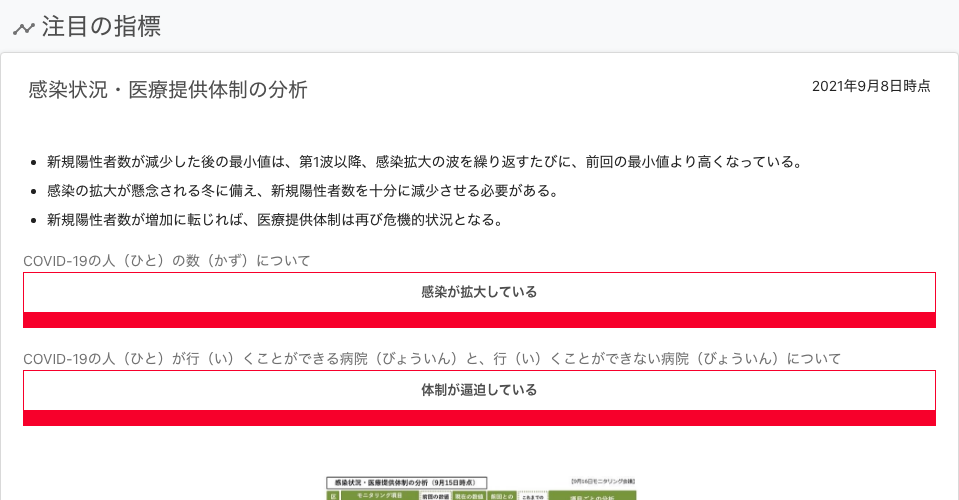 注目の指標
感染状況・医療提供体制の分析
2021年9月8日時点
• 新規陽性者数が減少した後の最小値は、第1波以降、感染拡大の波を繰り返すたびに、前回の最小値より高くなっている。
• 感染の拡大が懸念される冬に備え、新規陽性者数を十分に減少させる必要がある。
• 新規陽性者数が増加に転じれば、医療提供体制は再び危機的状況となる。
COVID-19の人（ひと）の数（かず）について
感染が拡大している
COVID-19の人（ひと）が行（い）くことができる病院（びょういん）と、行（い）くことができない病院（びょういん）について
体制が逼迫している
感染状況・医療提供体制の分析（9月15日時点）
【9月16日モニタリング会議】
区 モニタリング項目 前回の数値 現在の数値 前回との これまでの 項目ごとの分析